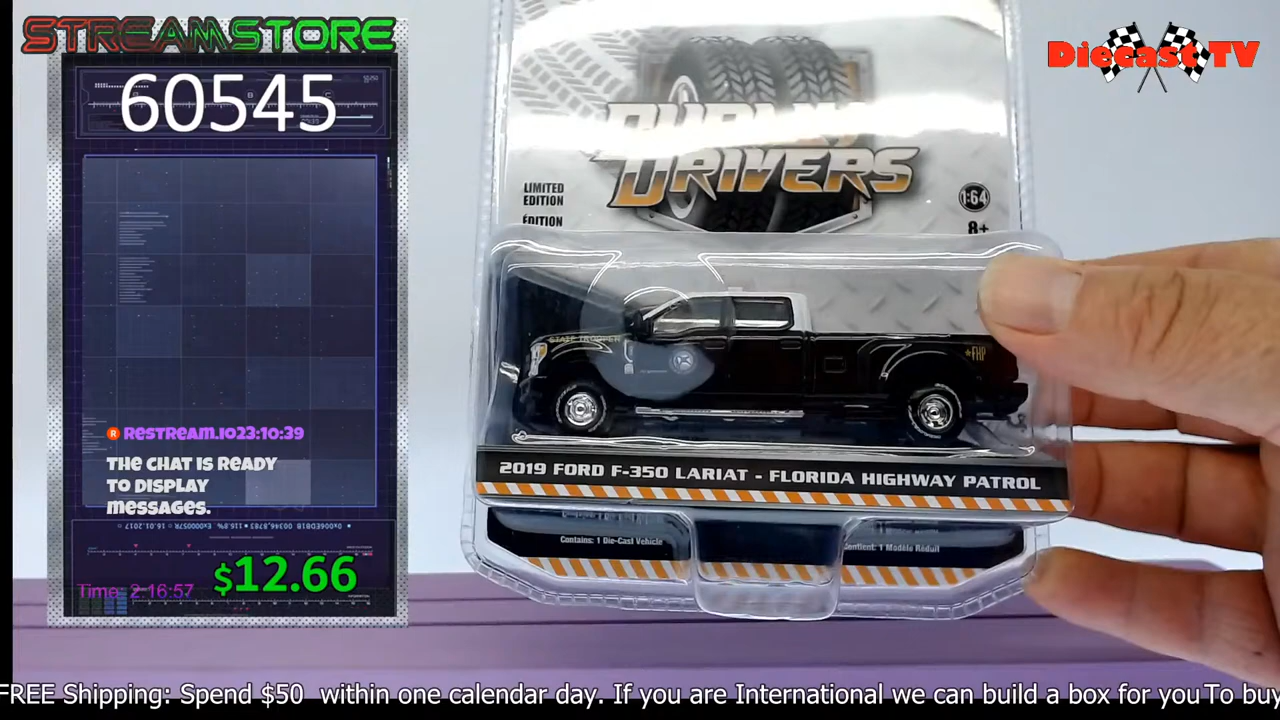 STREAMSTORE
60545
Diecast TV
DUALLY
DRIVERS
LIMITED
EDITION
ÉDITION
1:64
8+
STATE TROOPER
FHP
RESTREAM.IO23:10:39
THE CHAT IS READY
TO DISPLAY
MESSAGES.
2019 FORD F-350 LARIAT - FLORIDA HIGHWAY PATROL
Contains: 1 Die-Cast Vehicle
Contient: 1 Modèle Réduit
Time: 2:16:57
$12.66
FREE Shipping: Spend $50 within one calendar day. If you are International we can build a box for you To buy